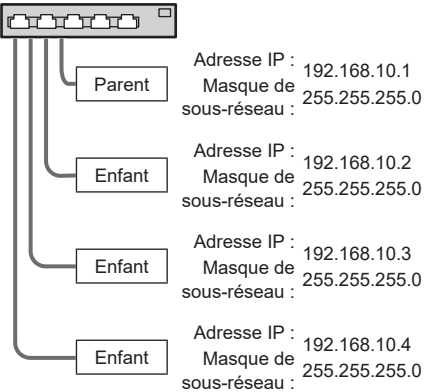 Parent
Adresse IP : 192.168.10.1
Masque de
sous-réseau : 255.255.255.0
Enfant
Adresse IP : 192.168.10.2
Masque de
sous-réseau : 255.255.255.0
Enfant
Adresse IP : 192.168.10.3
Masque de
sous-réseau : 255.255.255.0
Enfant
Adresse IP : 192.168.10.4
Masque de
sous-réseau : 255.255.255.0